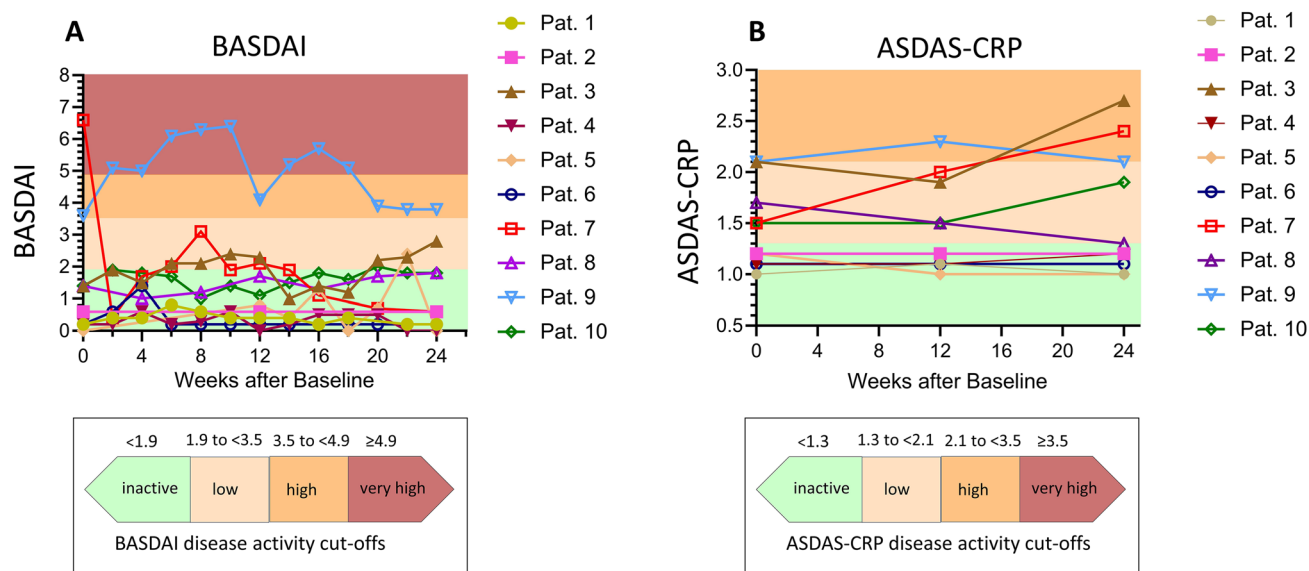 A
BASDAI
8
7
6
5
4
3
2
1
0
BASDAI
0 4 8 12 16 20 24
Weeks after Baseline
Pat. 1
Pat. 2
Pat. 3
Pat. 4
Pat. 5
Pat. 6
Pat. 7
Pat. 8
Pat. 9
Pat. 10
<1.9 1.9 to <3.5 3.5 to <4.9 ≥4.9
inactive low high very high
BASDAI disease activity cut-offs
B
ASDAS-CRP
3.0
2.5
2.0
1.5
1.0
0.5
ASDAS-CRP
0 4 8 12 16 20 24
Weeks after Baseline
Pat. 1
Pat. 2
Pat. 3
Pat. 4
Pat. 5
Pat. 6
Pat. 7
Pat. 8
Pat. 9
Pat. 10
<1.3 1.3 to <2.1 2.1 to <3.5 ≥3.5
inactive low high very high
ASDAS-CRP disease activity cut-offs